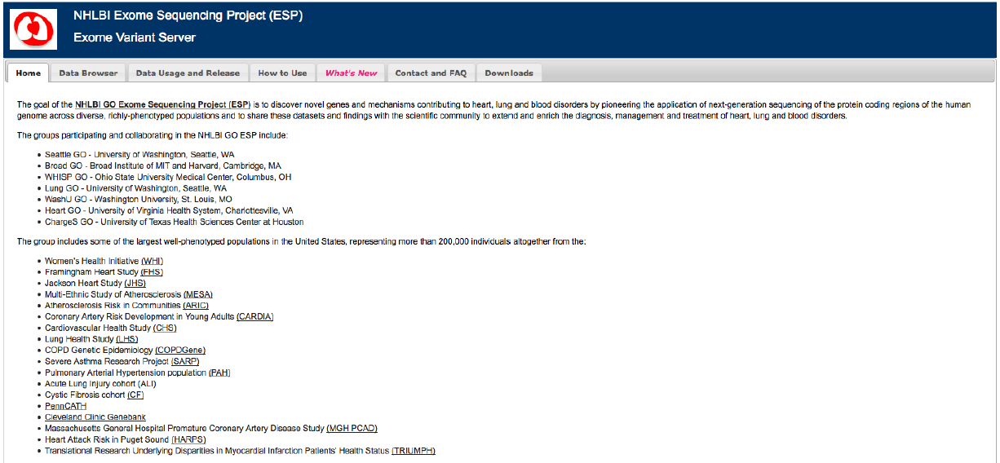 NHLBI Exome Sequencing Project (ESP)
Exome Variant Server
Home Data Browser Data Usage and Release How to Use What's New Contact and FAQ Downloads
The goal of the NHLBI GO Exome Sequencing Project (ESP) is to discover novel genes and mechanisms contributing to heart, lung and blood disorders by pioneering the application of next-generation sequencing of the protein coding regions of the human
genome across diverse, richly-phenotyped populations and to share these datasets and findings with the scientific community to extend and enrich the diagnosis, management and treatment of heart, lung and blood disorders.
The groups participating and collaborating in the NHLBI GO ESP include:
• Seattle GO - University of Washington, Seattle, WA
• Broad GO - Broad Institute of MIT and Harvard, Cambridge, MA
• WHISP GO - Ohio State University Medical Center, Columbus, OH
• Lung GO - University of Washington, Seattle, WA
• WashU GO - Washington University, St. Louis, MO
• Heart GO - University of Virginia Health System, Charlottesville, VA
• ChargeS GO - University of Texas Health Sciences Center at Houston
The group includes some of the largest well-phenotyped populations in the United States, representing more than 200,000 individuals altogether from the:
• Women's Health Initiative (WHI)
• Framingham Heart Study (FHS)
• Jackson Heart Study (JHS)
• Multi-Ethnic Study of Atherosclerosis (MESA)
• Atherosclerosis Risk in Communities (ARIC)
• Coronary Artery Risk Development in Young Adults (CARDIA)
• Cardiovascular Health Study (CHS)
• Lung Health Study (LHS)
• COPD Genetic Epidemiology (COPDGene)
• Severe Asthma Research Project (SARP)
• Pulmonary Arterial Hypertension population (PAH)
• Acute Lung Injury cohort (ALI)
• Cystic Fibrosis cohort (CF)
• PennCATH
• Cleveland Clinic Genebank
• Massachusetts General Hospital Premature Coronary Artery Disease Study (MGH PCAD)
• Heart Attack Risk in Puget Sound (HARPS)
• Translational Research Underlying Disparities in Myocardial Infarction Patients' Health Status (TRIUMPH)